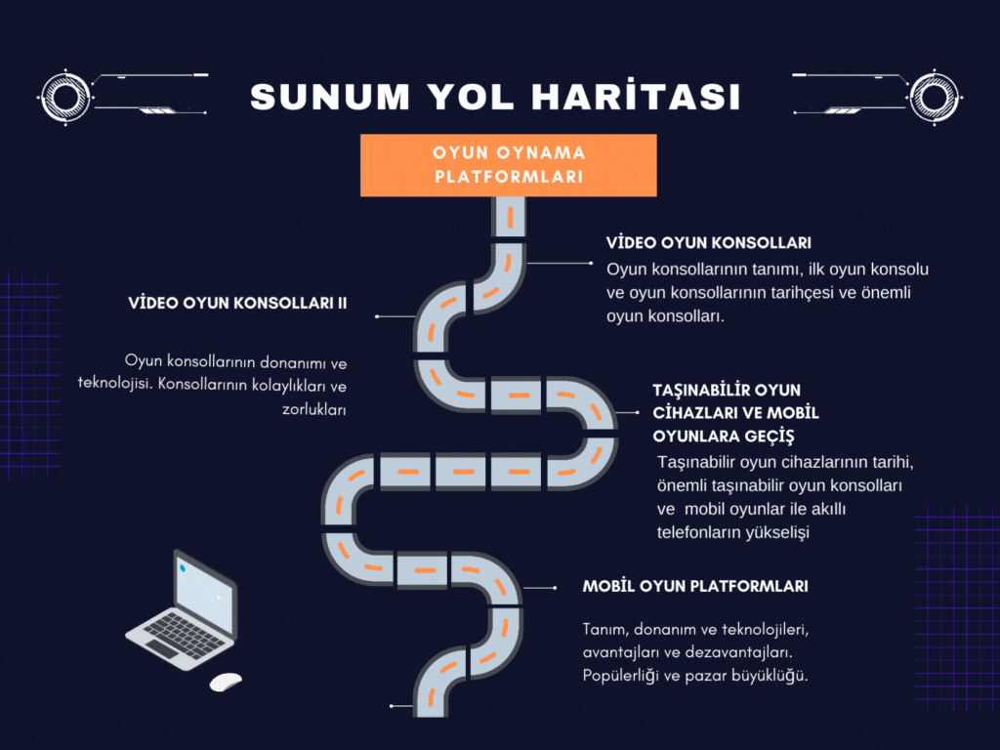 SUNUM YOL HARİTASI
OYUN OYNAMA
PLATFORMLARI
VİDEO OYUN KONSOLLARI
Oyun konsollarının tanımı, ilk oyun konsolu
ve oyun konsollarının tarihçesi ve önemli
oyun konsolları.
VİDEO OYUN KONSOLLARI II
Oyun konsollarının donanımı ve
teknolojisi. Konsollarının kolaylıkları ve
zorlukları
TAŞINABİLİR OYUN
CİHAZLARI VE MOBİL
OYUNLARA GEÇİŞ
Taşınabilir oyun cihazlarının tarihi,
önemli taşınabilir oyun konsolları
ve  mobil oyunlar ile akıllı
telefonların yükselişi
MOBİL OYUN PLATFORMLARI
Tanım, donanım ve teknolojileri,
avantajları ve dezavantajları.
Popülerliği ve pazar büyüklüğü.